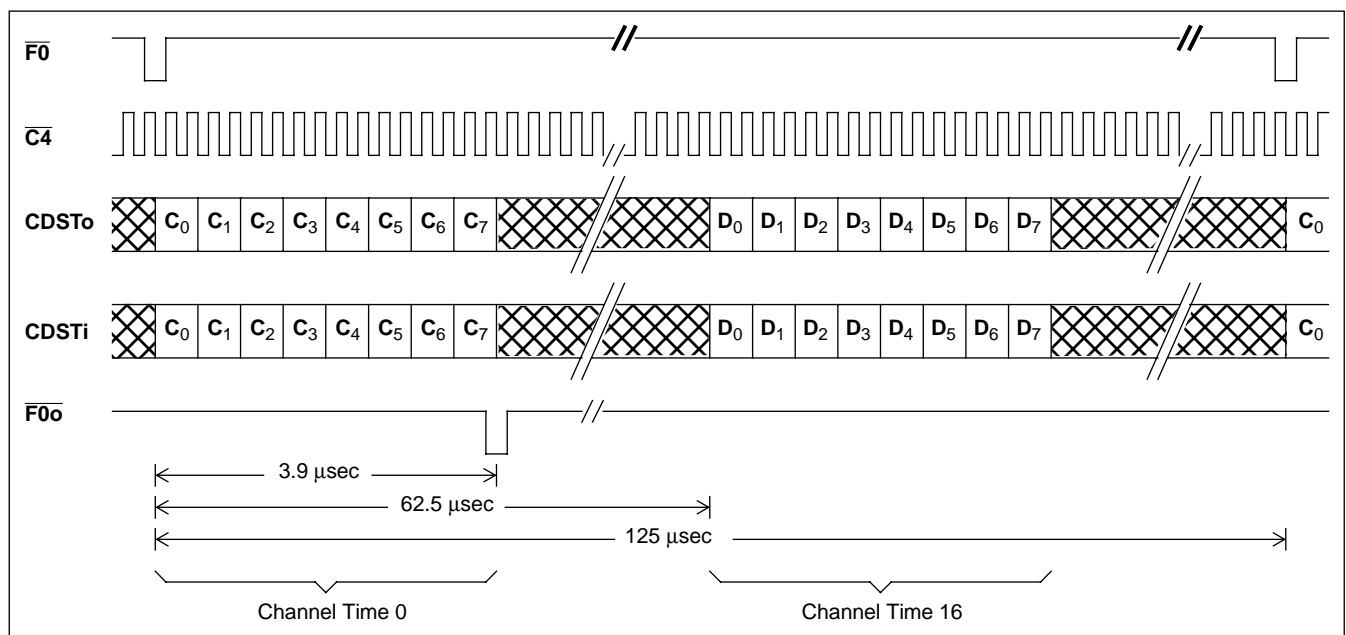 F0
C4
CDSTo C0 C1 C2 C3 C4 C5 C6 C7 D0 D1 D2 D3 D4 D5 D6 D7 C0
CDSTi C0 C1 C2 C3 C4 C5 C6 C7 D0 D1 D2 D3 D4 D5 D6 D7 C0
F0o
3.9 µsec
62.5 µsec
125 µsec
Channel Time 0 Channel Time 16